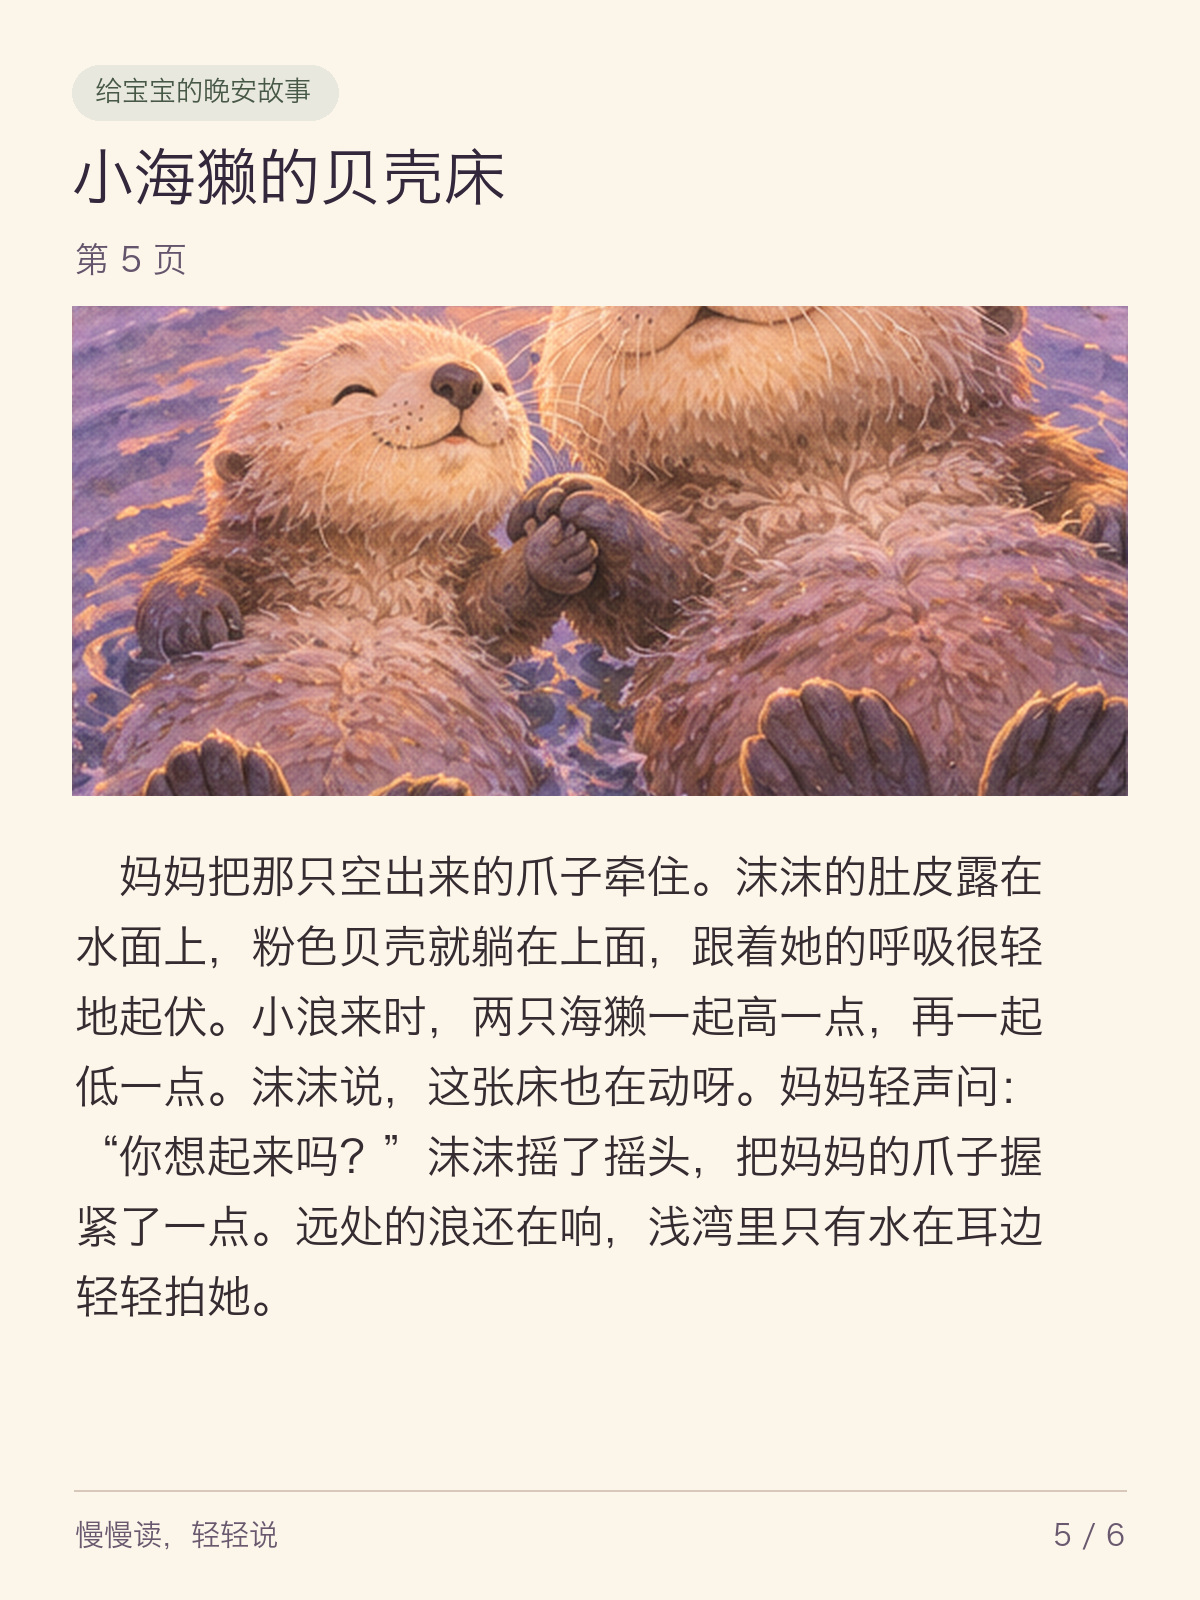 给宝宝的晚安故事
小海獭的贝壳床
第 5 页
妈妈把那只空出来的爪子牵住。沫沫的肚皮露在
水面上，粉色贝壳就躺在上面，跟着她的呼吸很轻
地起伏。小浪来时，两只海獭一起高一点，再一起
低一点。沫沫说，这张床也在动呀。妈妈轻声问：
“你想起来吗？”沫沫摇了摇头，把妈妈的爪子握
紧了一点。远处的浪还在响，浅湾里只有水在耳边
轻轻拍她。
慢慢读，轻轻说
5 / 6